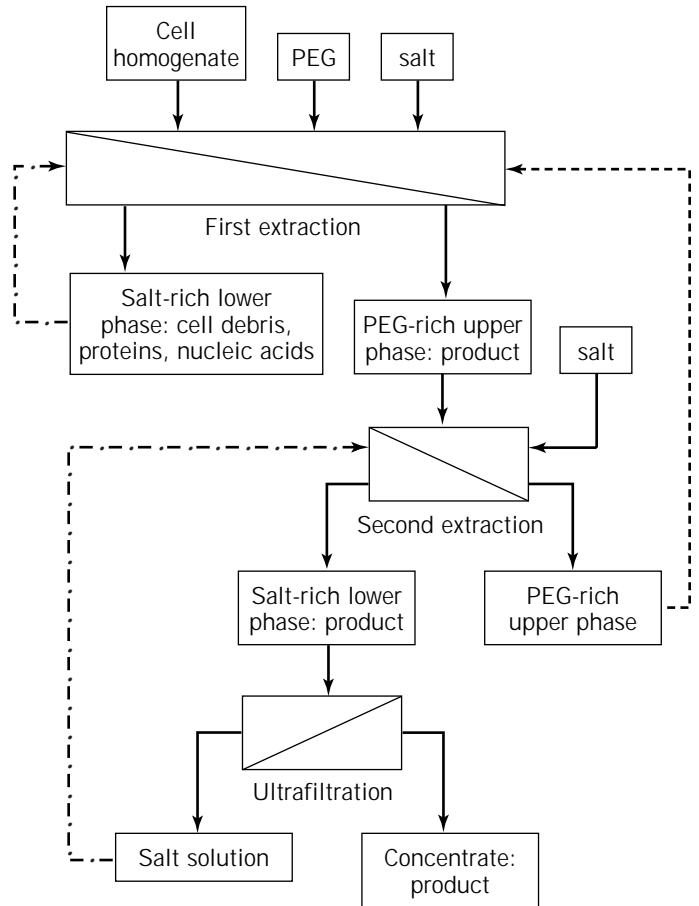 Cell
homogenate
PEG
salt
First extraction
Salt-rich lower
phase: cell debris,
proteins, nucleic acids
PEG-rich upper
phase: product
salt
Second extraction
Salt-rich lower
phase: product
PEG-rich
upper phase
Ultrafiltration
Salt solution
Concentrate:
product